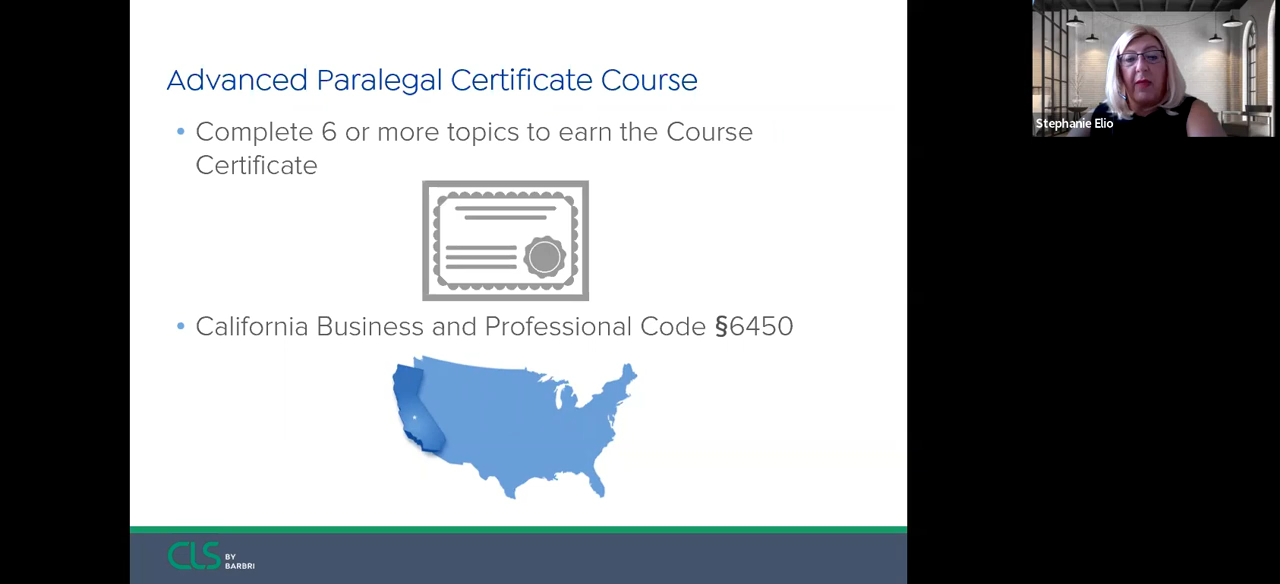 Advanced Paralegal Certificate Course
• Complete 6 or more topics to earn the Course
Certificate
• California Business and Professional Code §6450
CLS BY
BARBRI
Stephanie Elio